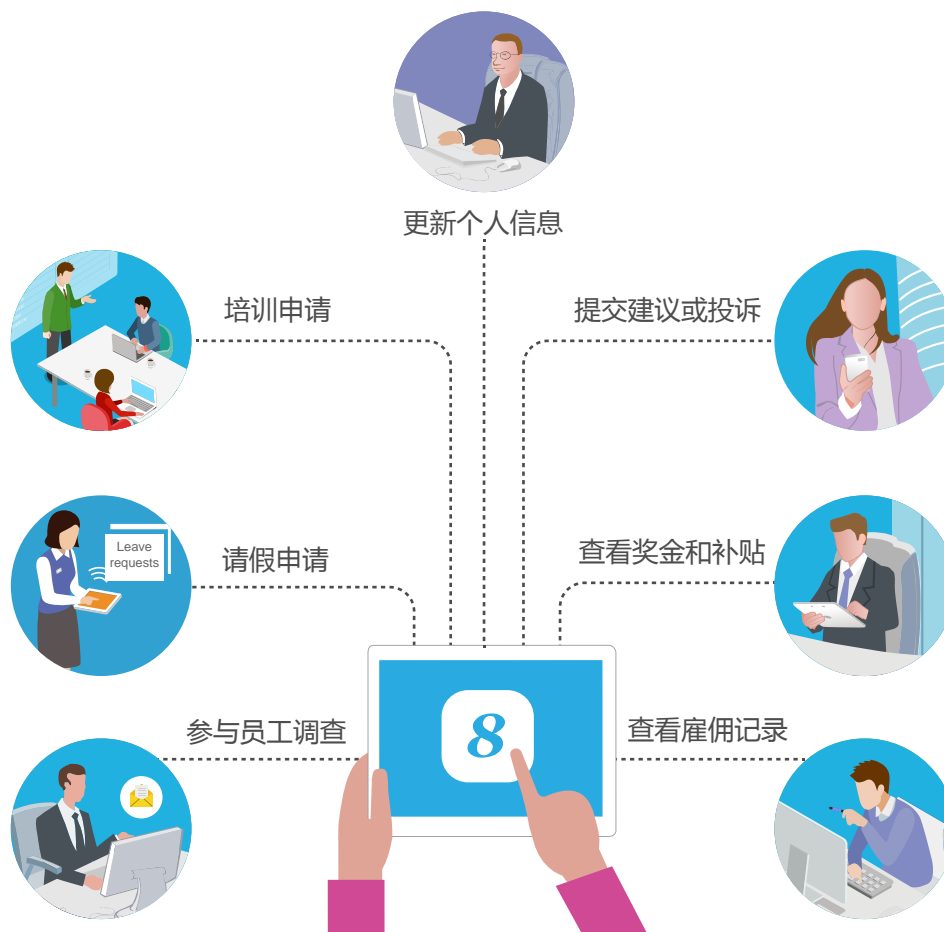 更新个人信息
培训申请
提交建议或投诉
Leave
requests
请假申请
查看奖金和补贴
参与员工调查
8
查看雇佣记录